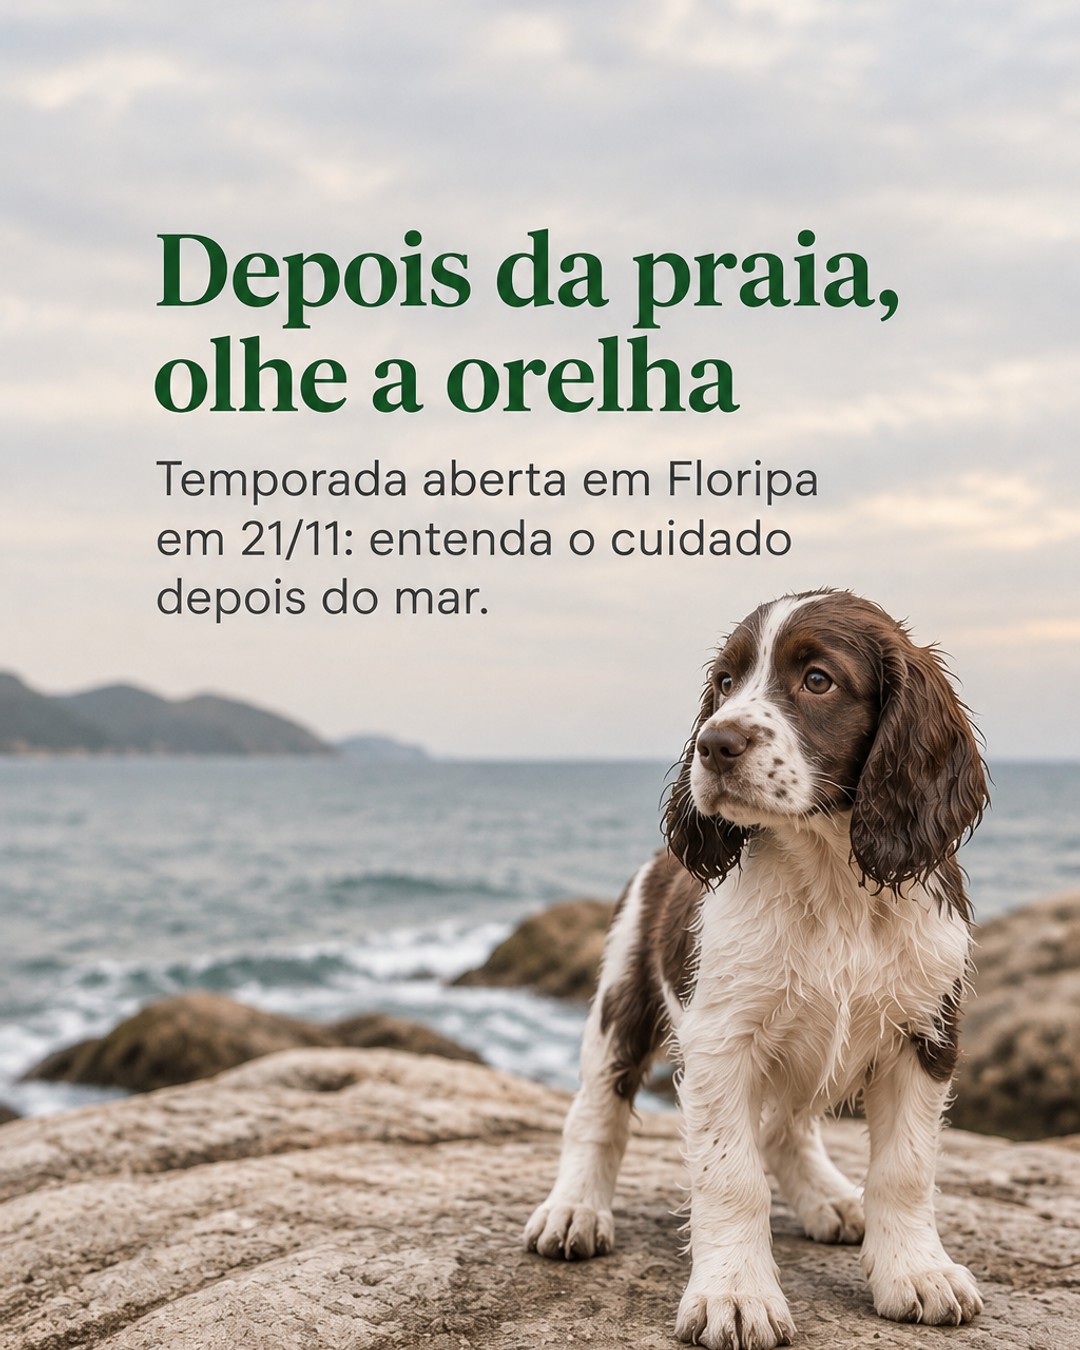 Depois da praia,
olhe a orelha
Temporada aberta em Floripa
em 21/11: entenda o cuidado
depois do mar.